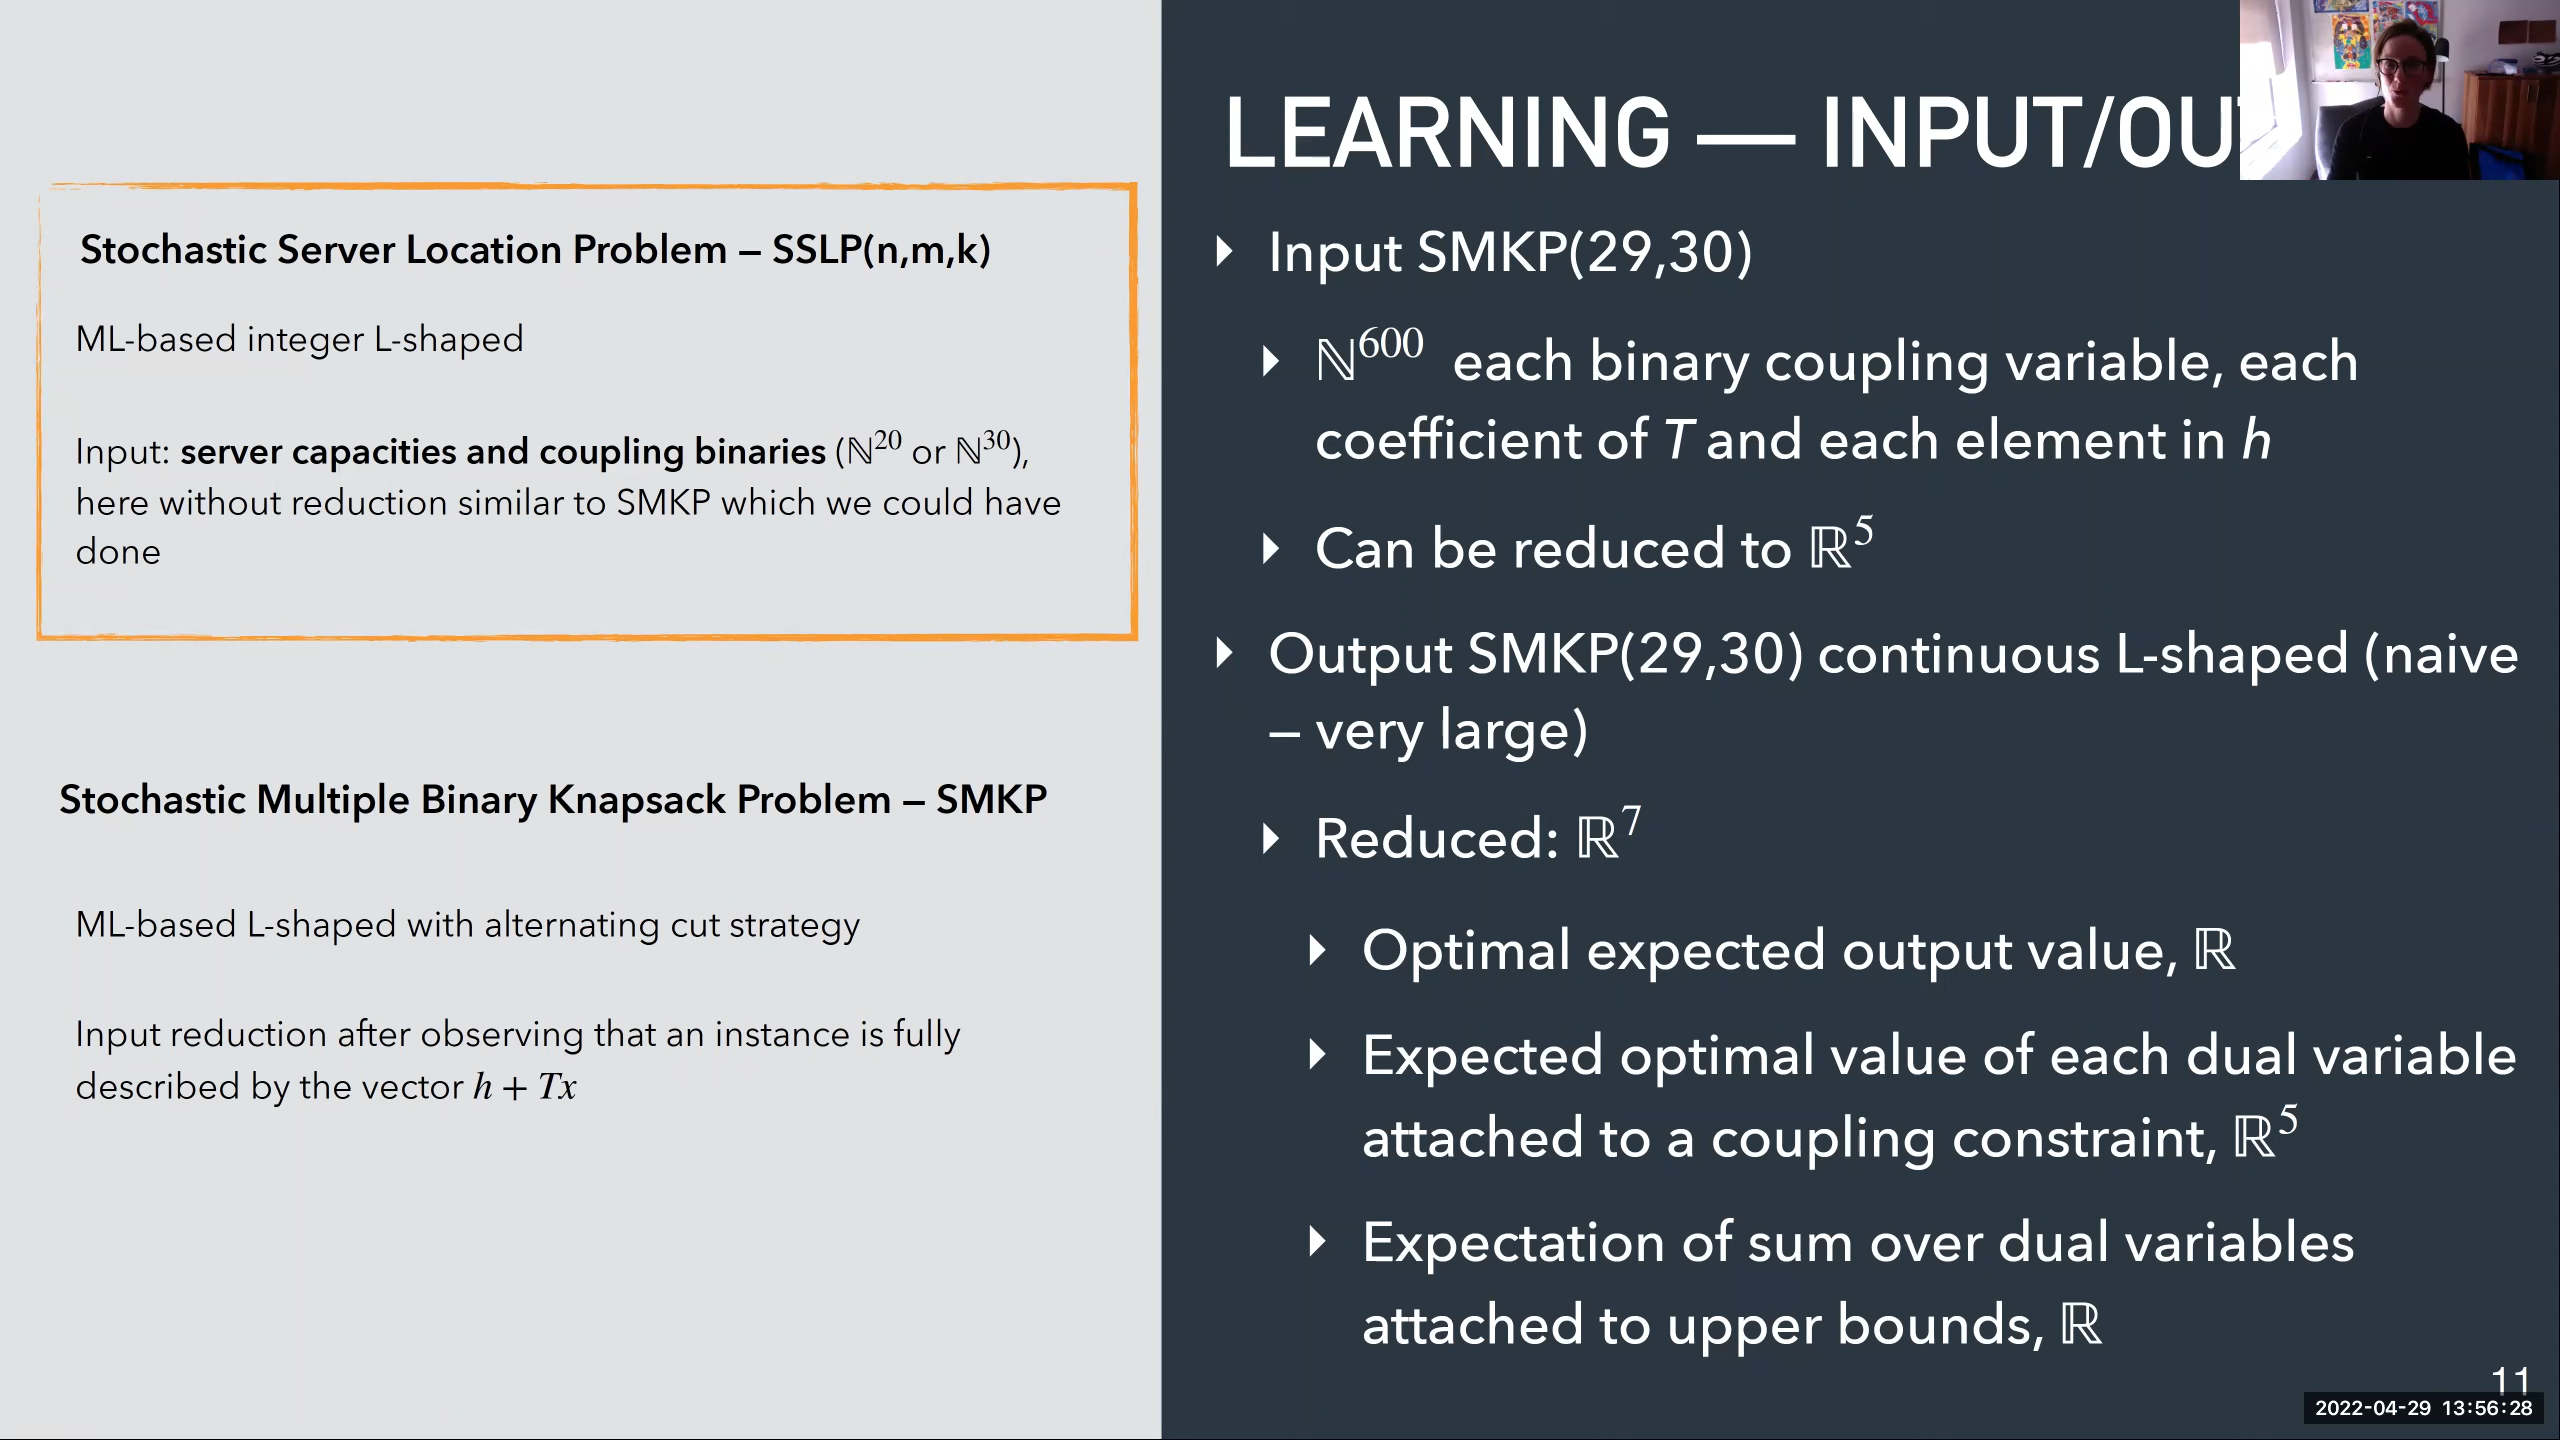 Stochastic Server Location Problem – SSLP(n,m,k)
ML-based integer L-shaped
Input: server capacities and coupling binaries (ℕ²⁰ or ℕ³⁰),
here without reduction similar to SMKP which we could have
done
Stochastic Multiple Binary Knapsack Problem – SMKP
ML-based L-shaped with alternating cut strategy
Input reduction after observing that an instance is fully
described by the vector h + Tx
LEARNING — INPUT/OU
Input SMKP(29,30)
ℕ⁶⁰⁰ each binary coupling variable, each
coefficient of T and each element in h
Can be reduced to ℝ⁵
Output SMKP(29,30) continuous L-shaped (naive
– very large)
Reduced: ℝ⁷
Optimal expected output value, ℝ
Expected optimal value of each dual variable
attached to a coupling constraint, ℝ⁵
Expectation of sum over dual variables
attached to upper bounds, ℝ
11
2022-04-29 13:56:28